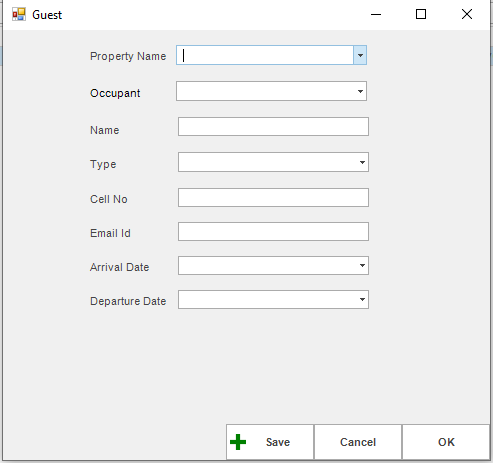 Guest
Property Name
Occupant
Name
Type
Cell No
Email Id
Arrival Date
Departure Date
Save Cancel OK